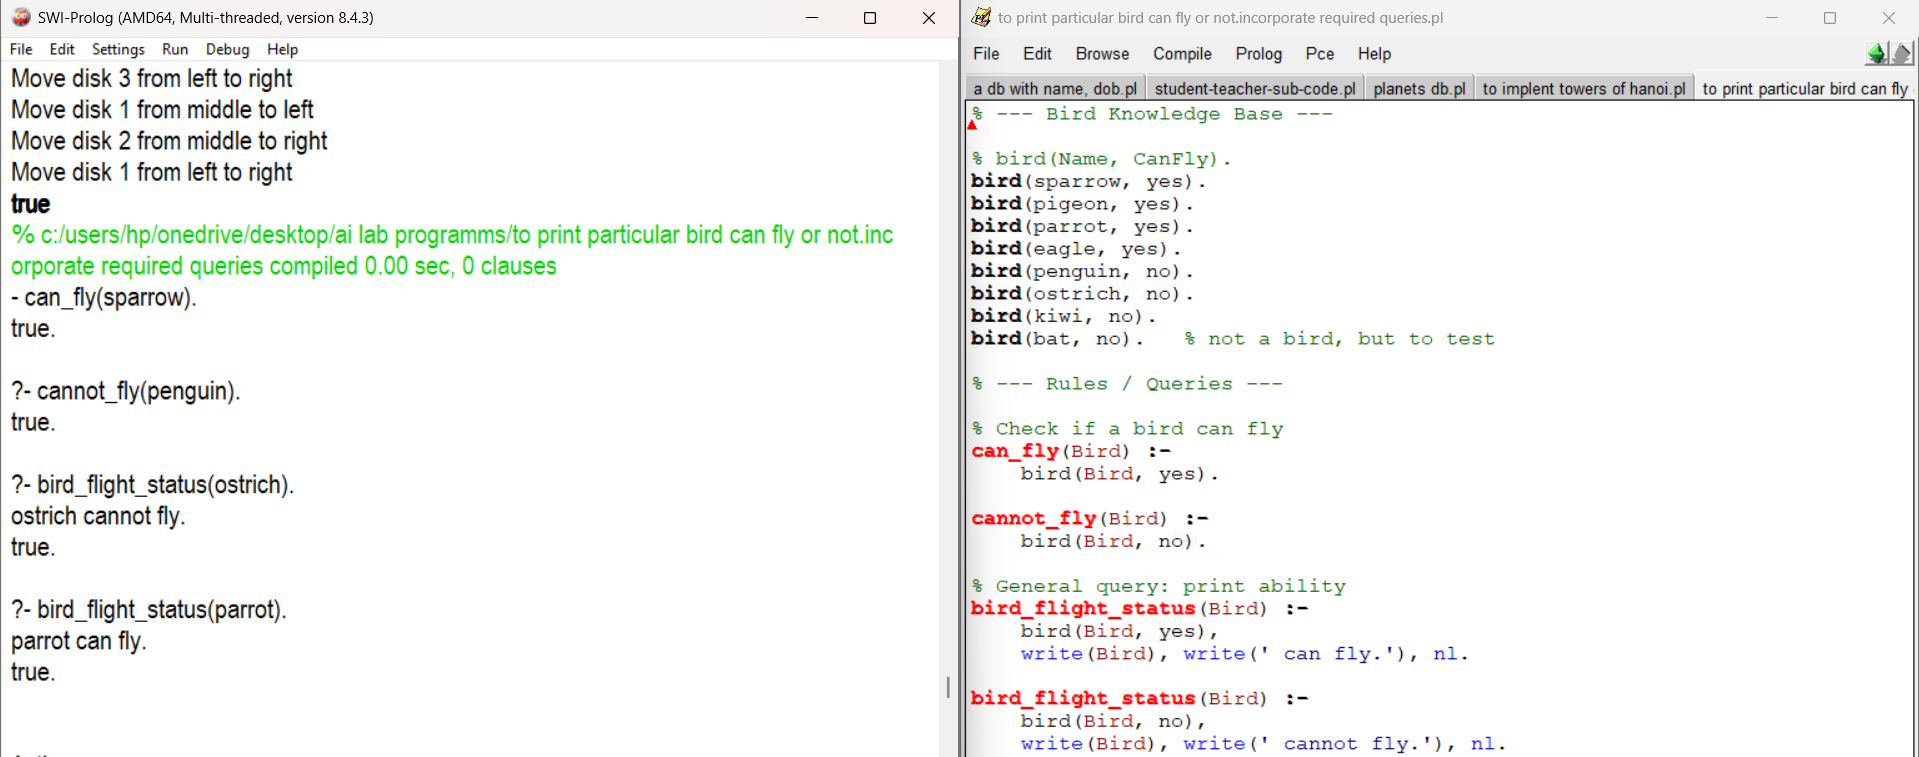 SWI-Prolog (AMD64, Multi-threaded, version 8.4.3)
File Edit Settings Run Debug Help
Move disk 3 from left to right
Move disk 1 from middle to left
Move disk 2 from middle to right
Move disk 1 from left to right
true
% c:/users/hp/onedrive/desktop/ai lab programms/to print particular bird can fly or not.inc
orporate required queries compiled 0.00 sec, 0 clauses
- can_fly(sparrow).
true.
?- cannot_fly(penguin).
true.
?- bird_flight_status(ostrich).
ostrich cannot fly.
true.
?- bird_flight_status(parrot).
parrot can fly.
true.
to print particular bird can fly or not.incorporate required queries.pl
File Edit Browse Compile Prolog Pce Help
a db with name, dob.pl student-teacher-sub-code.pl planets db.pl to implent towers of hanoi.pl to print particular bird can fly
% --- Bird Knowledge Base ---
% bird(Name, CanFly).
bird(sparrow, yes).
bird(pigeon, yes).
bird(parrot, yes).
bird(eagle, yes).
bird(penguin, no).
bird(ostrich, no).
bird(kiwi, no).
bird(bat, no).   % not a bird, but to test
% --- Rules / Queries ---
% Check if a bird can fly
can_fly(Bird) :-
    bird(Bird, yes).
cannot_fly(Bird) :-
    bird(Bird, no).
% General query: print ability
bird_flight_status(Bird) :-
    bird(Bird, yes),
    write(Bird), write(' can fly.'), nl.
bird_flight_status(Bird) :-
    bird(Bird, no),
    write(Bird), write(' cannot fly.'), nl.